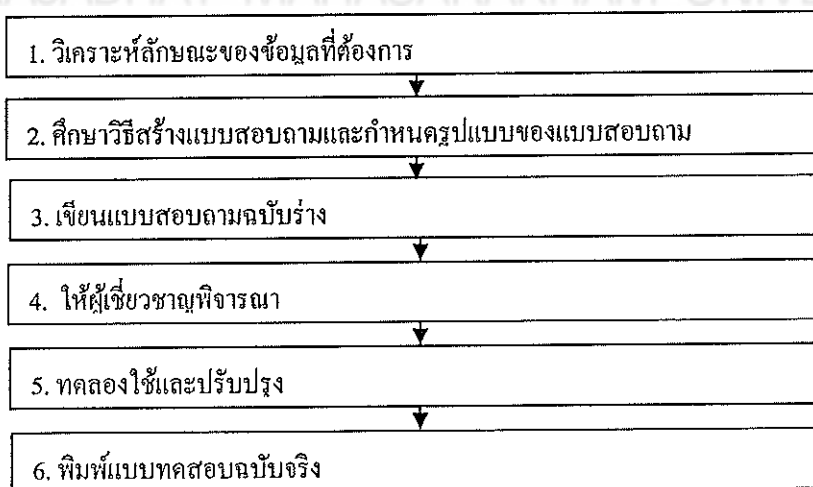 1. วิเคราะห์ลักษณะของข้อมูลที่ต้องการ
2. ศึกษาวิธีสร้างแบบสอบถามและกำหนดรูปแบบของแบบสอบถาม
3. เขียนแบบสอบถามฉบับร่าง
4. ให้ผู้เชี่ยวชาญพิจารณา
5. ทดลองใช้และปรับปรุง
6. พิมพ์แบบทดสอบฉบับจริง